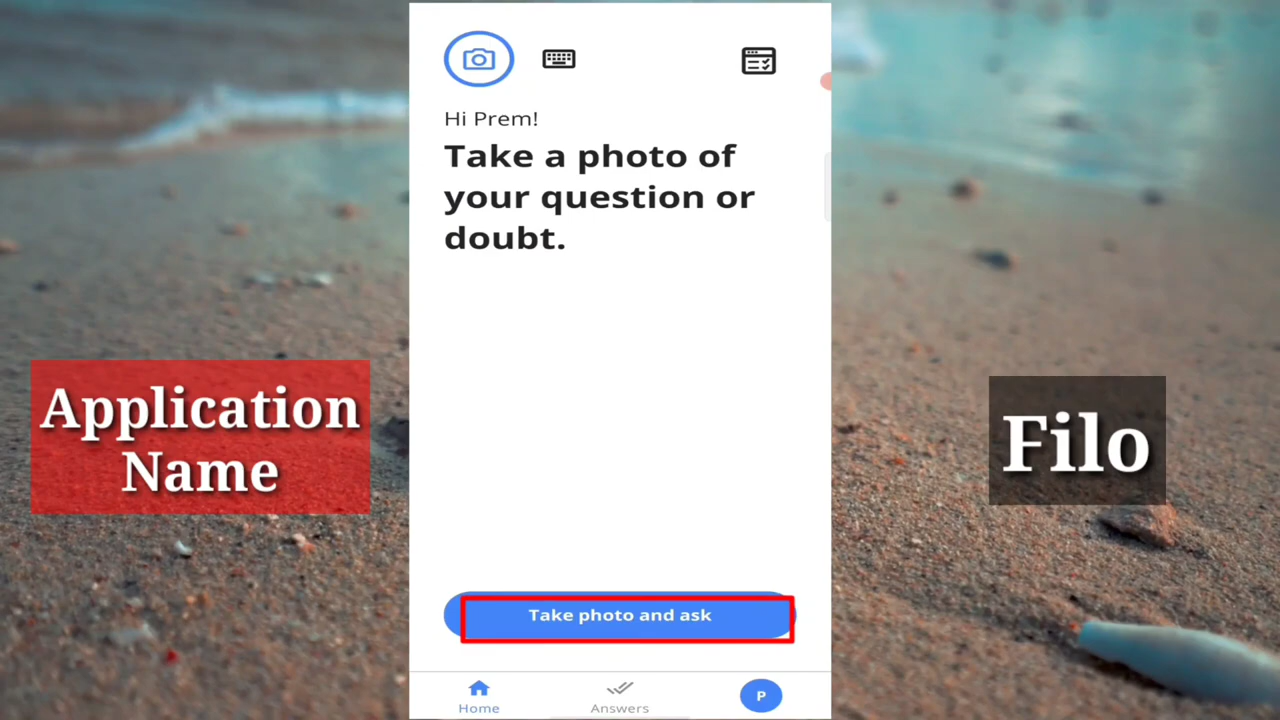 Hi Prem!
Take a photo of
your question or
doubt.
Application
Name
Filo
Take photo and ask
Home
Answers
P